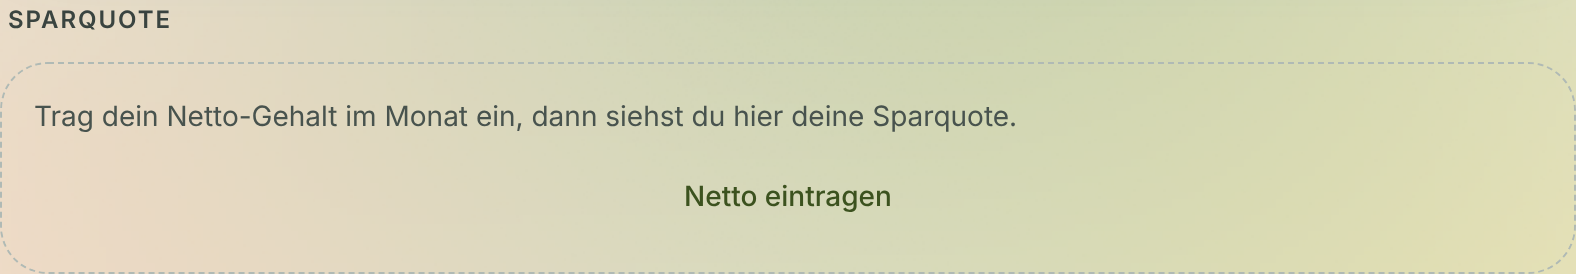 SPARQUOTE
Trag dein Netto-Gehalt im Monat ein, dann siehst du hier deine Sparquote.
Netto eintragen